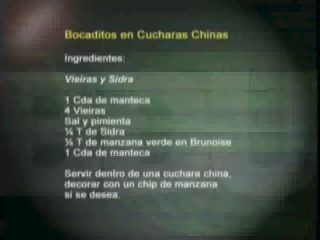 Bocaditos en Cucharas Chinas
Ingredientes:
Vieiras y Sidra
1 Cda de manteca
4 Vieiras
Sal y pimienta
¼ T de Sidra
¼ T de manzana verde en Brunoise
1 Cda de manteca
Servir dentro de una cuchara china,
decorar con un chip de manzana
si se desea.